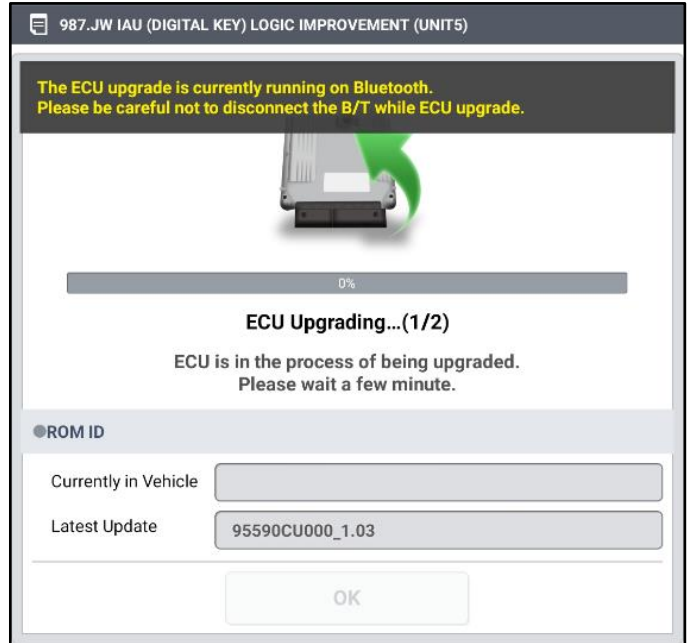 987.JW IAU (DIGITAL KEY) LOGIC IMPROVEMENT (UNIT5)
The ECU upgrade is currently running on Bluetooth.
Please be careful not to disconnect the B/T while ECU upgrade.
0%
ECU Upgrading...(1/2)
ECU is in the process of being upgraded.
Please wait a few minute.
ROM ID
Currently in Vehicle
Latest Update 95590CU000_1.03
OK